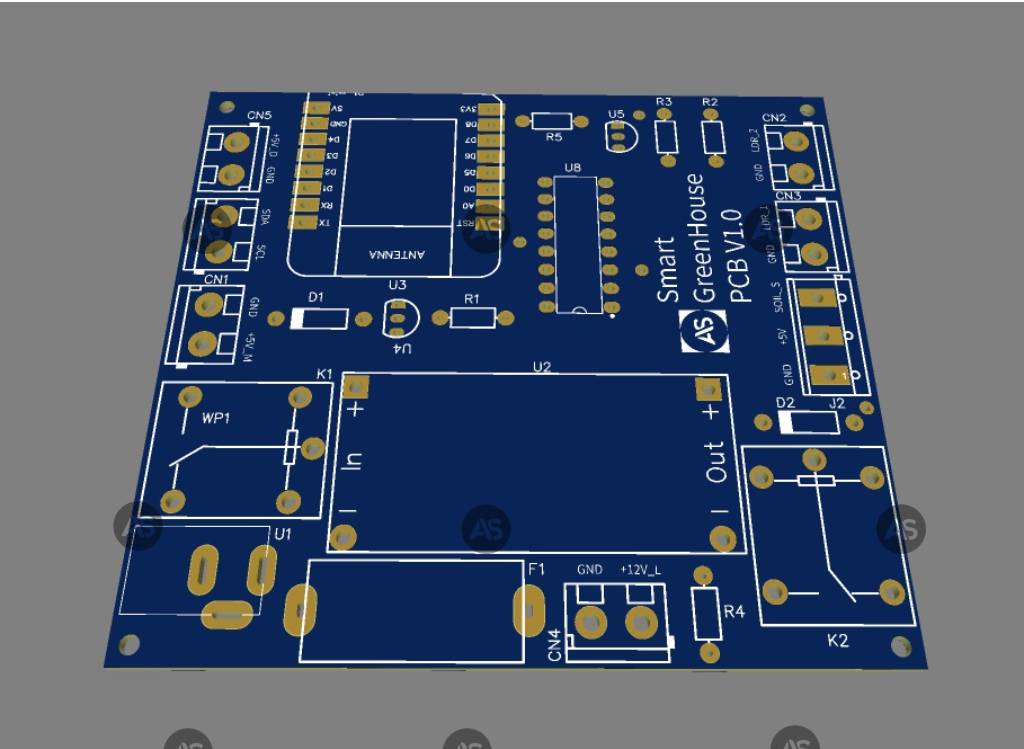 CN5
+5V_D
GND
SDA
SCL
CN1
GND
+5V_M
5V
GND
D4
D3
D2
D1
RX
TX
3V3
D8
D7
D6
D5
D0
A0
RST
ANTENNA
R5
U5
R3
R2
U8
CN2
LDR_2
GND
CN3
GND
SOIL_S
+5V
GND
1
Smart
GreenHouse
PCB V1.0
AS
D1
U3
U4
R1
K1
WP1
U2
+
In
–
+
Out
–
D2
J2
U1
F1
GND
+12V_L
CN4
R4
K2
AS
AS
AS
AS
AS
AS
AS
AS
AS